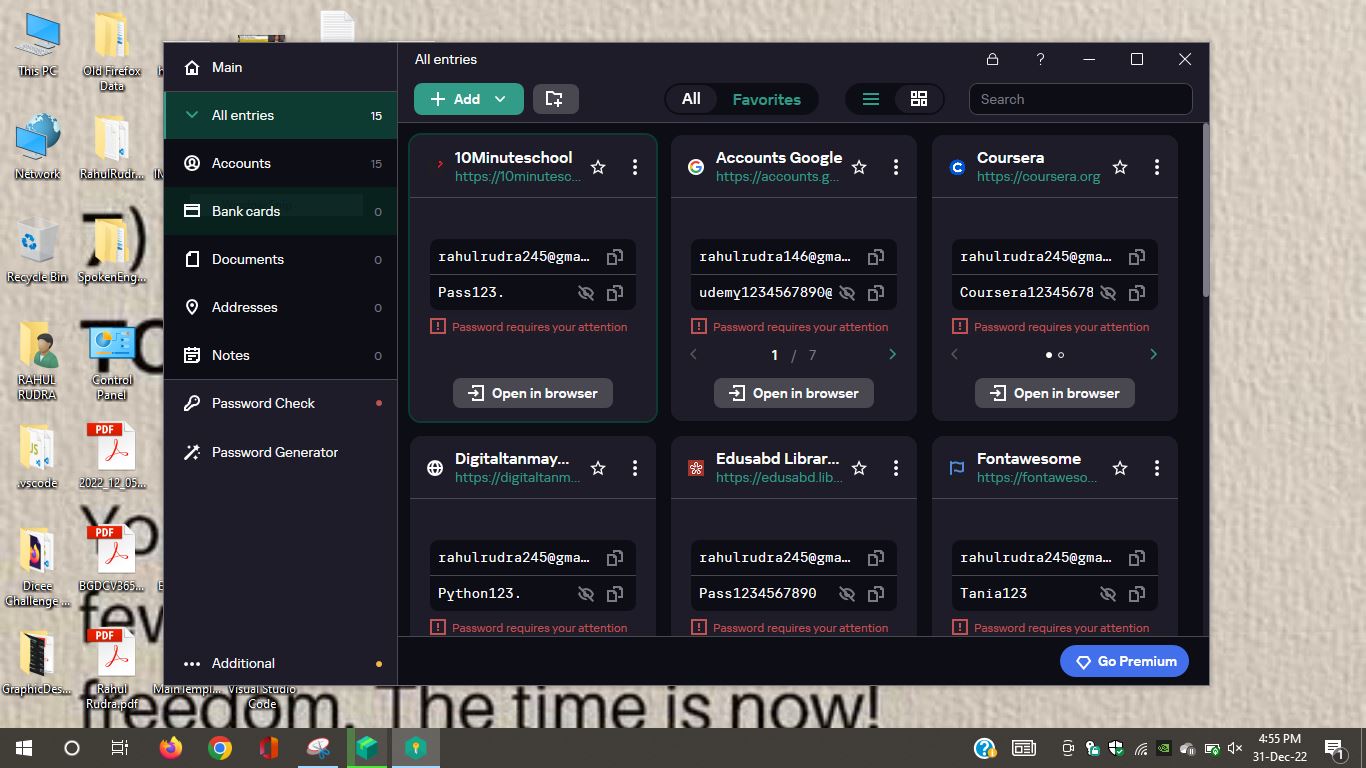 This PC
Old Firefox
Data
Network
RahulRudr...
Recycle Bin
SpokenEng...
RAHUL
RUDRA
Control
Panel
.vscode
2022_12_05...
Dicee
Challenge ...
BGDCV365...
GraphicDes...
Rahul
Rudra.pdf
MainTempl...
Visual Studio
Code
Main
All entries 15
Accounts 15
Bank cards 0
Documents 0
Addresses 0
Notes 0
Password Check
Password Generator
Additional
All entries
Add
All Favorites
Search
10Minuteschool
https://10minutesc...
rahulrudra245@gma...
Pass123.
Password requires your attention
Open in browser
Accounts Google
https://accounts.g...
rahulrudra146@gma...
udemy1234567890@
Password requires your attention
1 / 7
Open in browser
Coursera
https://coursera.org
rahulrudra245@gma...
Coursera12345678
Password requires your attention
Open in browser
Digitaltanmay...
https://digitaltanm...
rahulrudra245@gma...
Python123.
Password requires your attention
Edusabd Librar...
https://edusabd.lib...
rahulrudra245@gma...
Pass1234567890
Password requires your attention
Fontawesome
https://fontaweso...
rahulrudra245@gma...
Tania123
Password requires your attention
Go Premium
freedom. The time is now!
4:55 PM
31-Dec-22
1